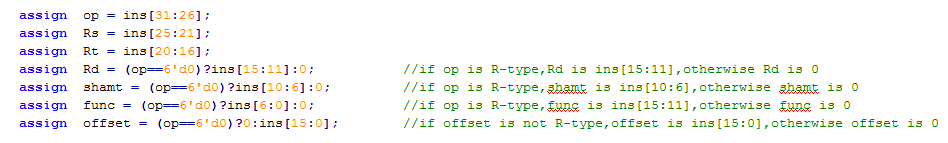 assign op = ins[31:26];
assign Rs = ins[25:21];
assign Rt = ins[20:16];
assign Rd = (op==6'd0)?ins[15:11]:0; //if op is R-type,Rd is ins[15:11],otherwise Rd is 0
assign shamt = (op==6'd0)?ins[10:6]:0; //if op is R-type,shamt is ins[10:6],otherwise shamt is 0
assign func = (op==6'd0)?ins[6:0]:0; //if op is R-type,func is ins[15:11],otherwise func is 0
assign offset = (op==6'd0)?0:ins[15:0]; //if offset is not R-type,offset is ins[15:0],otherwise offset is 0